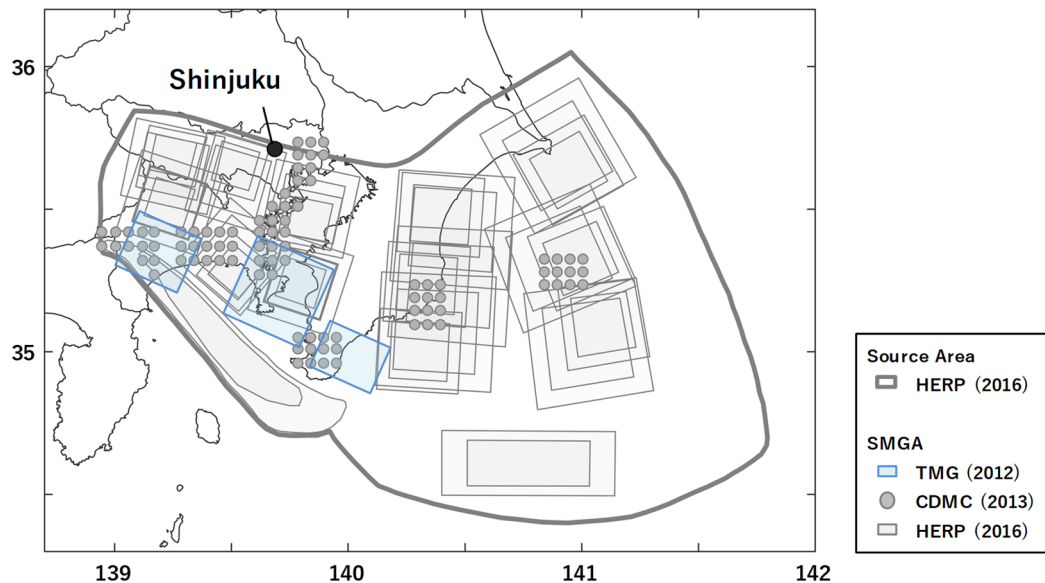 36
Shinjuku
35
139
140
141
142
Source Area
HERP (2016)
SMGA
TMG (2012)
CDMC (2013)
HERP (2016)